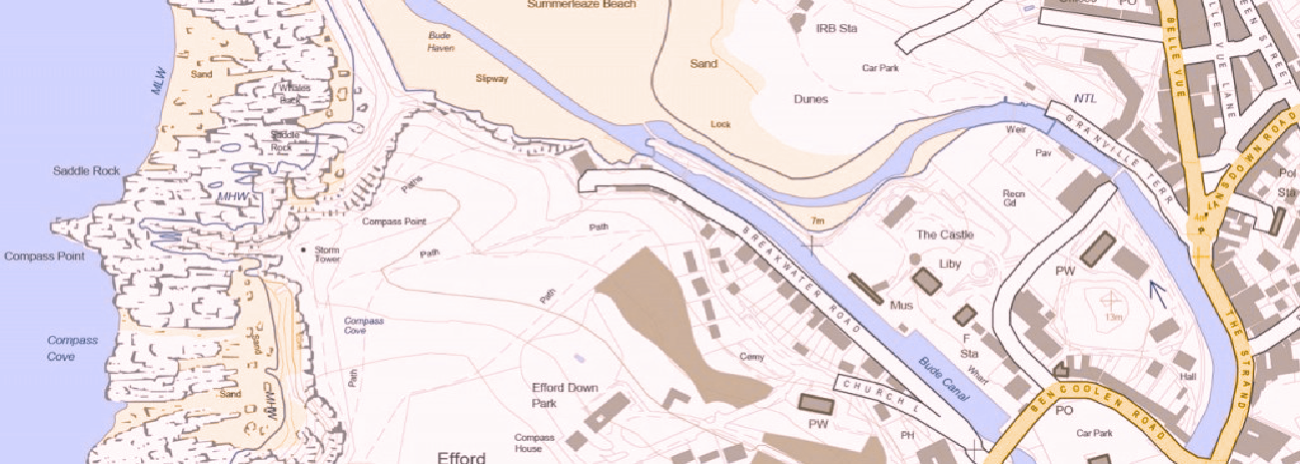 Summerleaze Beach
PO
IRB Sta
Bude
Haven
Slipway
Sand
Car Park
Dunes
Lock
MLW
Sand
Whales
Back
Saddle
Rock
Saddle Rock
MHW
Compass Point
Storm
Tower
Compass Point
Paths
Path
Path
Path
Path
Compass
Cove
Compass
Cove
Sand
Sand
MHW
NTL
Weir
Pav
GRANVILLE TERR
BELLE VUE
BELLE VUE LANE
QUEEN STREET
LANSDOWN ROAD
Pol
Sta
Recn
Gd
7m
The Castle
Liby
Mus
F
Sta
Wharf
PW
13m
Hall
THE STRAND
BREAKWATER ROAD
Bude Canal
Cemy
CHURCH L
PW
PH
Efford Down
Park
Compass
House
Efford
PO
Car Park